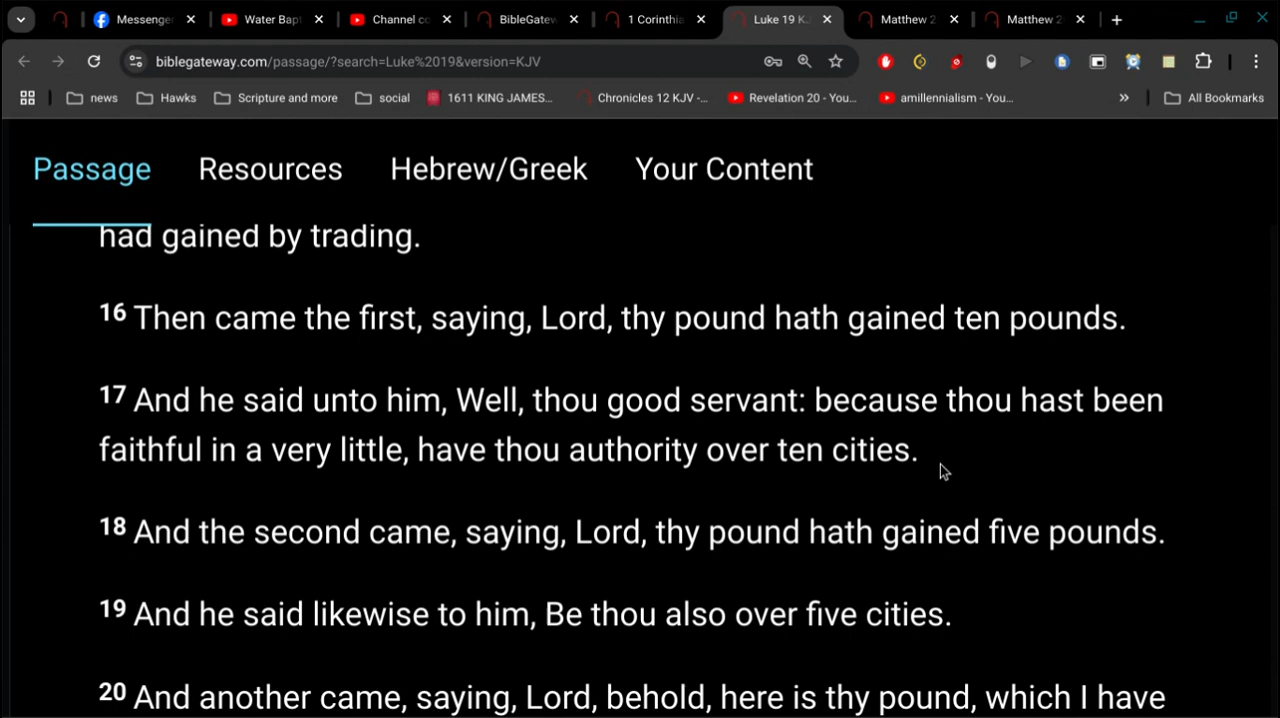 Messenger
Water Bap
Channel co
BibleGatew
1 Corinthia
Luke 19 K
Matthew 2
Matthew 2
biblegateway.com/passage/?search=Luke%2019&version=KJV
news
Hawks
Scripture and more
social
1611 KING JAMES...
Chronicles 12 KJV -...
Revelation 20 - You...
amillennialism - You...
All Bookmarks
Passage Resources Hebrew/Greek Your Content
had gained by trading.
16 Then came the first, saying, Lord, thy pound hath gained ten pounds.
17 And he said unto him, Well, thou good servant: because thou hast been
faithful in a very little, have thou authority over ten cities.
18 And the second came, saying, Lord, thy pound hath gained five pounds.
19 And he said likewise to him, Be thou also over five cities.
20 And another came, saying, Lord, behold, here is thy pound, which I have